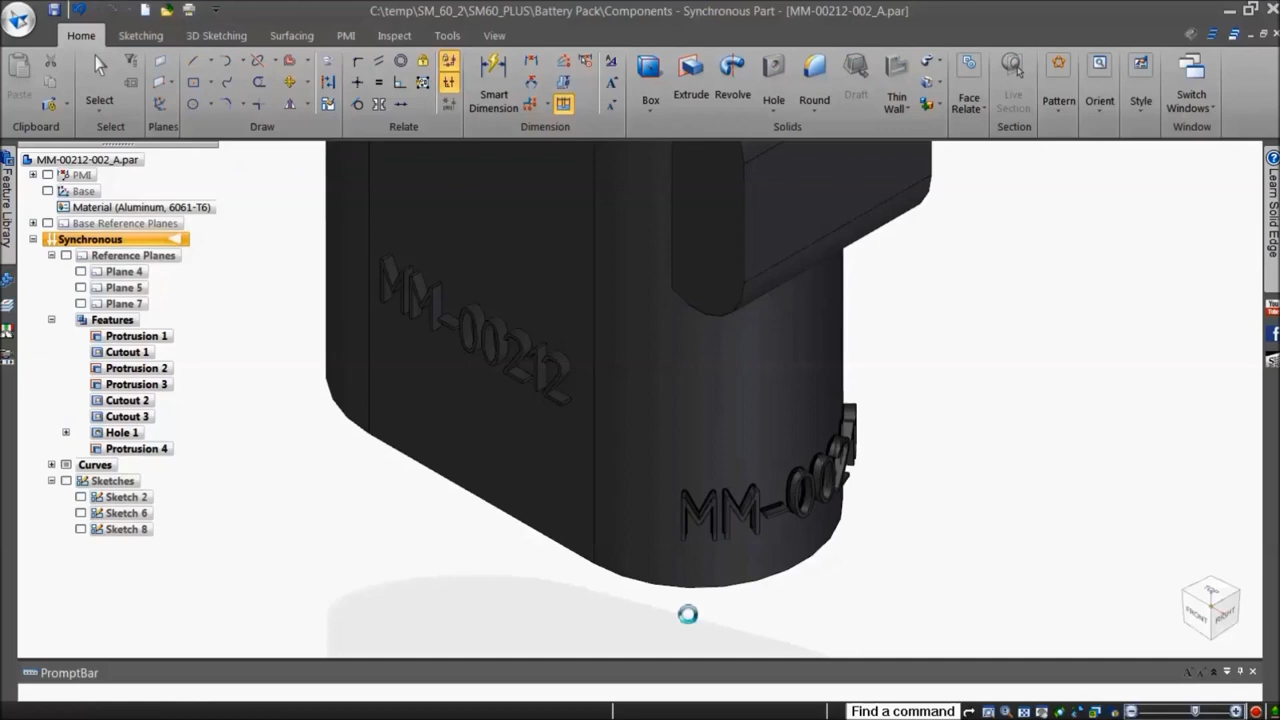 C:\temp\SM_60_2\SM60_PLUS\Battery Pack\Components - Synchronous Part - [MM-00212-002_A.par]
Home Sketching 3D Sketching Surfacing PMI Inspect Tools View
Paste Select Smart Dimension Box Extrude Revolve Hole Round Draft Thin Wall Face Relate Live Section Pattern Orient Style Switch Windows
Clipboard Select Planes Draw Relate Dimension Solids Section Window
Feature Library
Learn Solid Edge
You Tube
MM-00212-002_A.par
PMI
Base
Material (Aluminum, 6061-T6)
Base Reference Planes
Synchronous
Reference Planes
Plane 4
Plane 5
Plane 7
Features
Protrusion 1
Cutout 1
Protrusion 2
Protrusion 3
Cutout 2
Cutout 3
Hole 1
Protrusion 4
Curves
Sketches
Sketch 2
Sketch 6
Sketch 8
MM-00212
MM-002
TOP
FRONT
RIGHT
PromptBar
Find a command